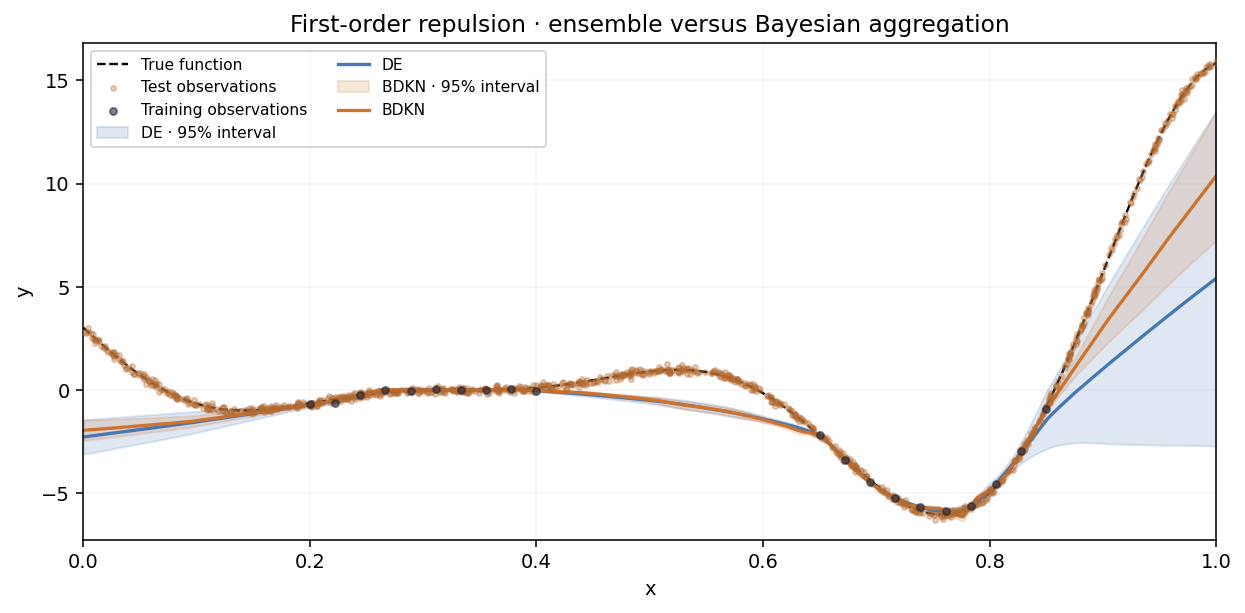 First-order repulsion · ensemble versus Bayesian aggregation
True function
Test observations
Training observations
DE · 95% interval
DE
BDKN · 95% interval
BDKN
15
10
5
0
−5
y
0.0
0.2
0.4
0.6
0.8
1.0
x